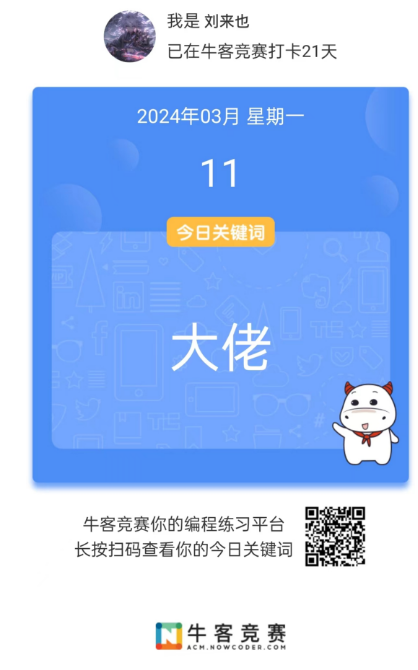 我是 刘来也
已在牛客竞赛打卡21天
2024年03月 星期一
11
今日关键词
大佬
牛客竞赛你的编程练习平台
长按扫码查看你的今日关键词
牛客竞赛
ACM.NOWCODER.COM